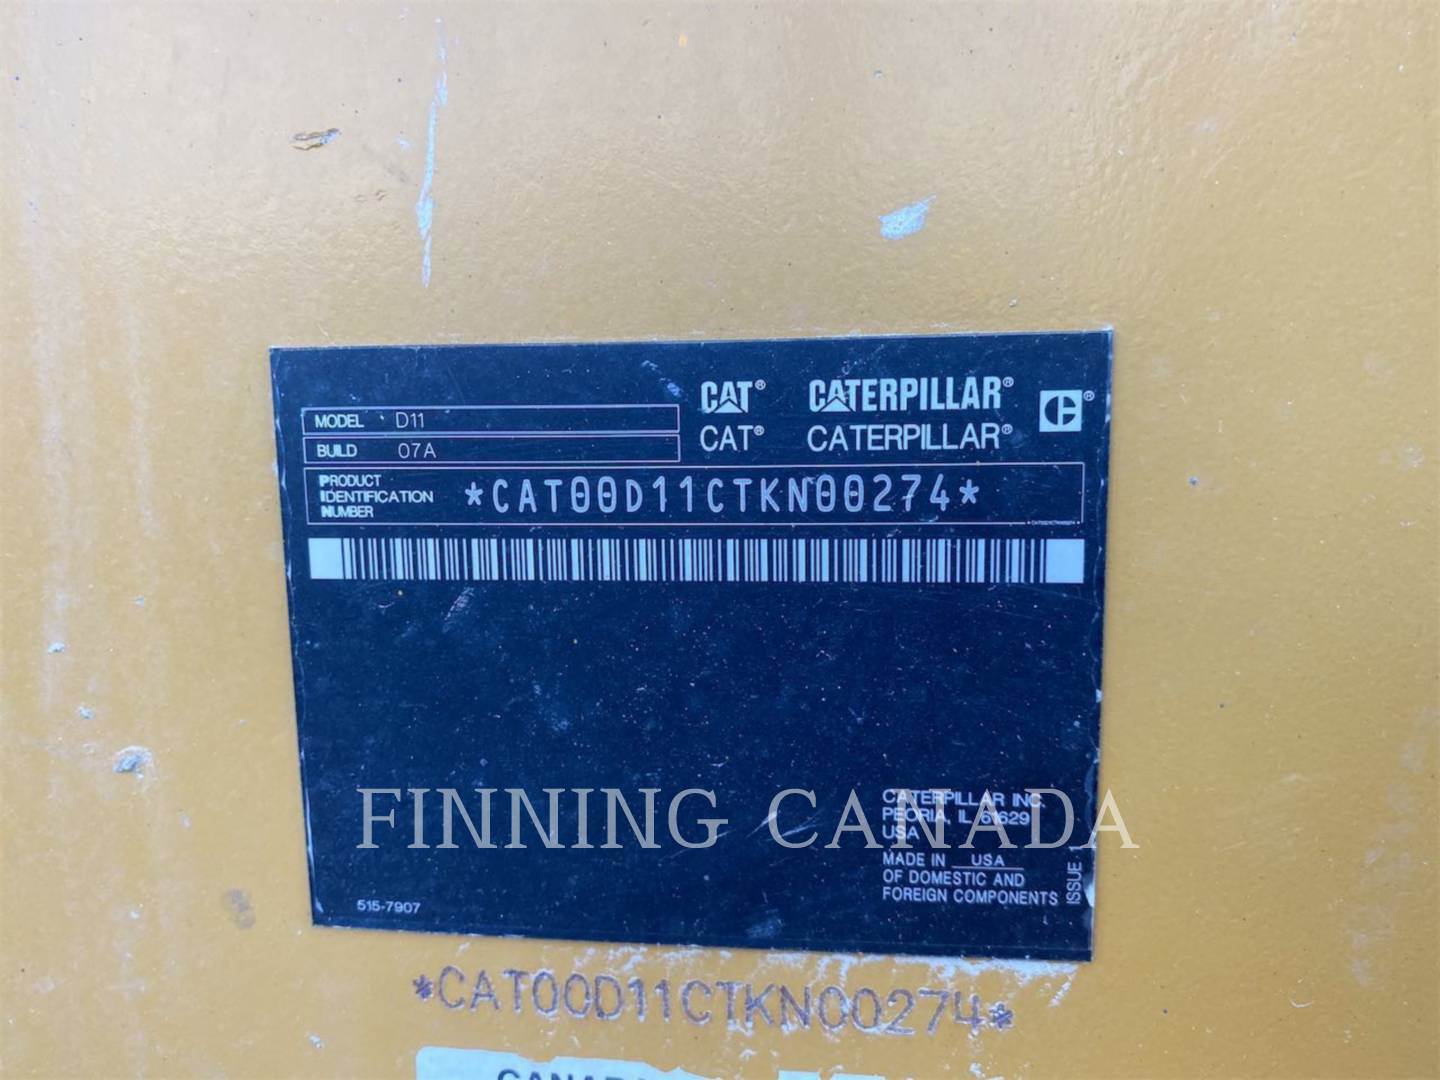 CAT® CATERPILLAR® ®
CAT® CATERPILLAR®
MODEL D11
BUILD 07A
PRODUCT
IDENTIFICATION
NUMBER
*CAT00D11CTKN00274*
FINNING CANADA
CATERPILLAR INC.
PEORIA, IL 61629
USA
MADE IN USA
OF DOMESTIC AND
FOREIGN COMPONENTS
ISSUE 1
515-7907
*CAT00D11CTKN00274*